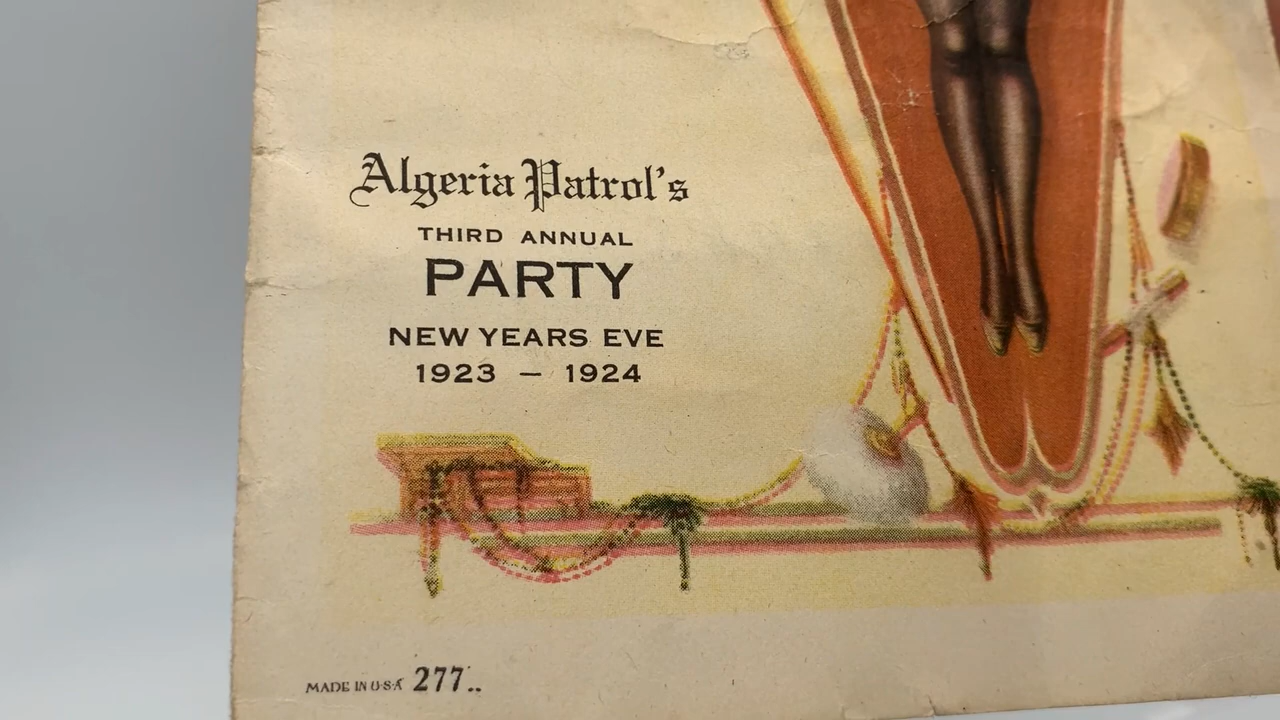 Algeria Patrol's
THIRD ANNUAL
PARTY
NEW YEARS EVE
1923 — 1924
MADE IN U·S·A 277..